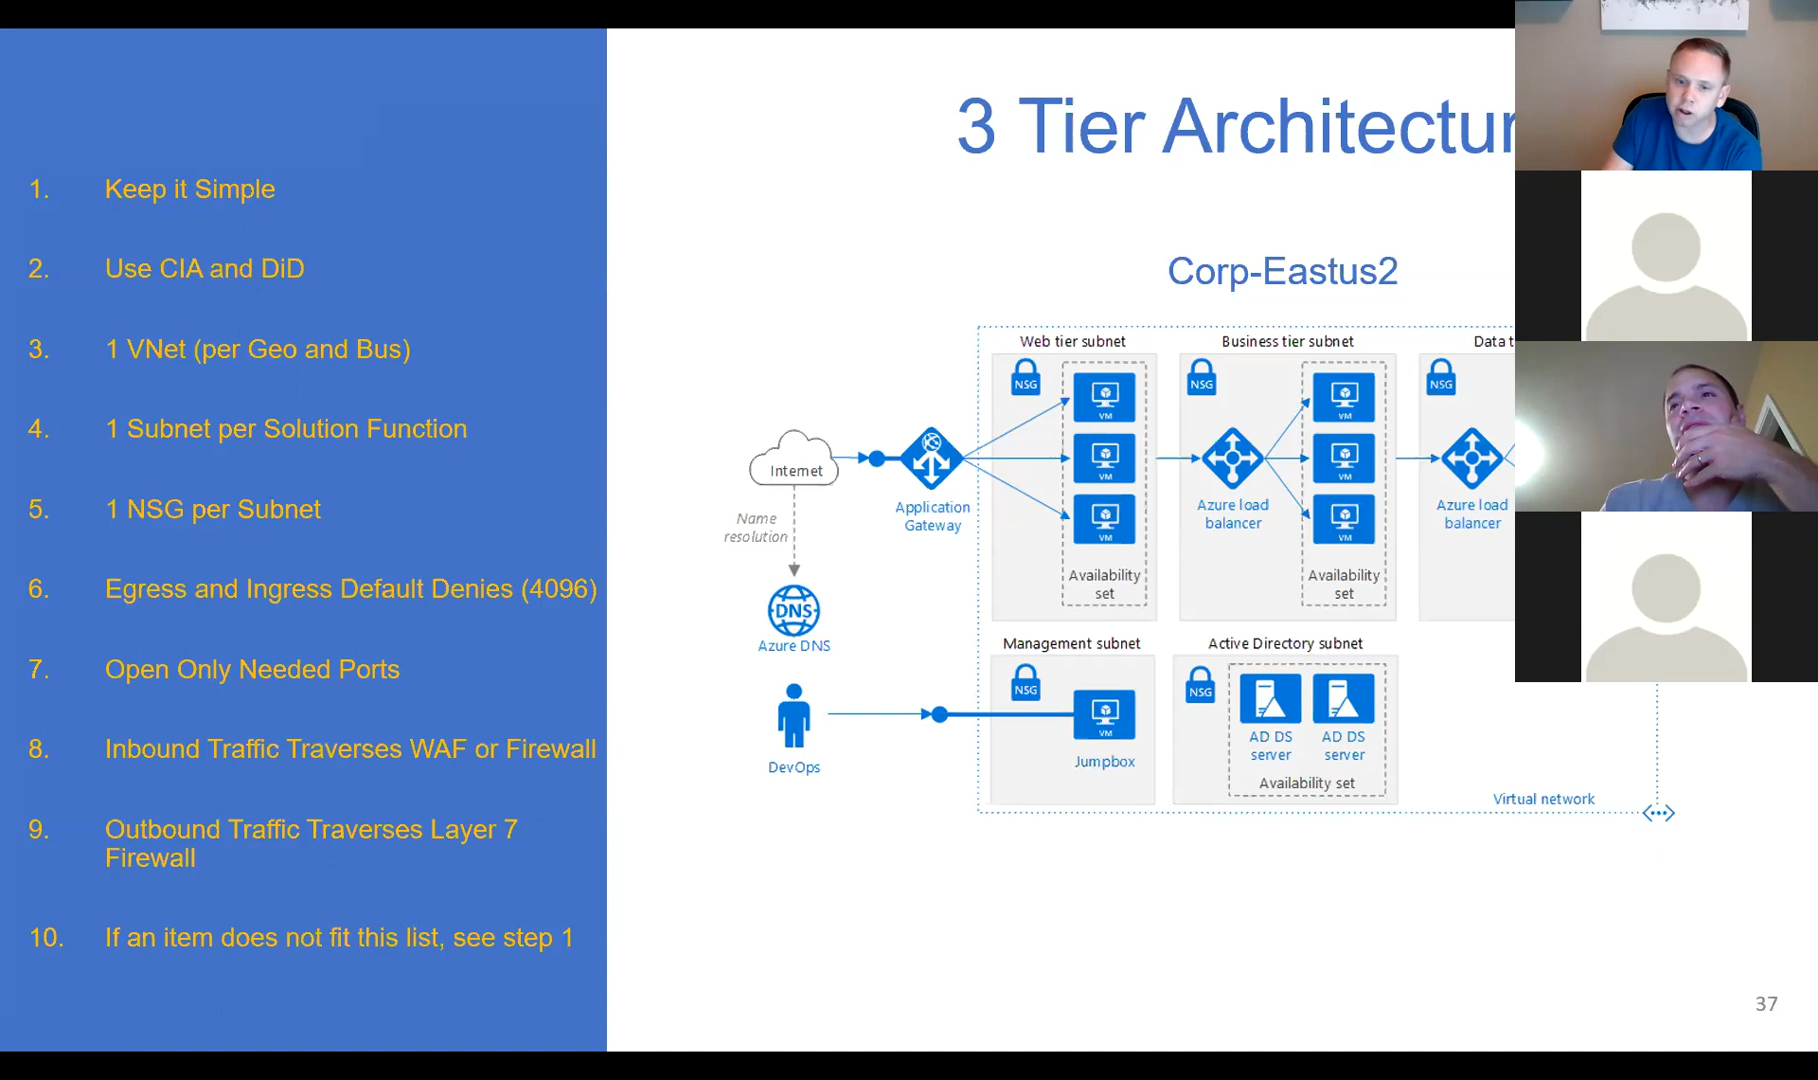 3 Tier Architectur
1. Keep it Simple
2. Use CIA and DiD
3. 1 VNet (per Geo and Bus)
4. 1 Subnet per Solution Function
5. 1 NSG per Subnet
6. Egress and Ingress Default Denies (4096)
7. Open Only Needed Ports
8. Inbound Traffic Traverses WAF or Firewall
9. Outbound Traffic Traverses Layer 7
Firewall
10. If an item does not fit this list, see step 1
Corp-Eastus2
Web tier subnet
NSG
VM
VM
VM
Availability
set
Business tier subnet
NSG
VM
VM
VM
Availability
set
Data t
NSG
Internet
Application
Gateway
Azure load
balancer
Azure load
balancer
Name
resolution
DNS
Azure DNS
DevOps
Management subnet
NSG
VM
Jumpbox
Active Directory subnet
NSG
AD DS
server
AD DS
server
Availability set
Virtual network
37